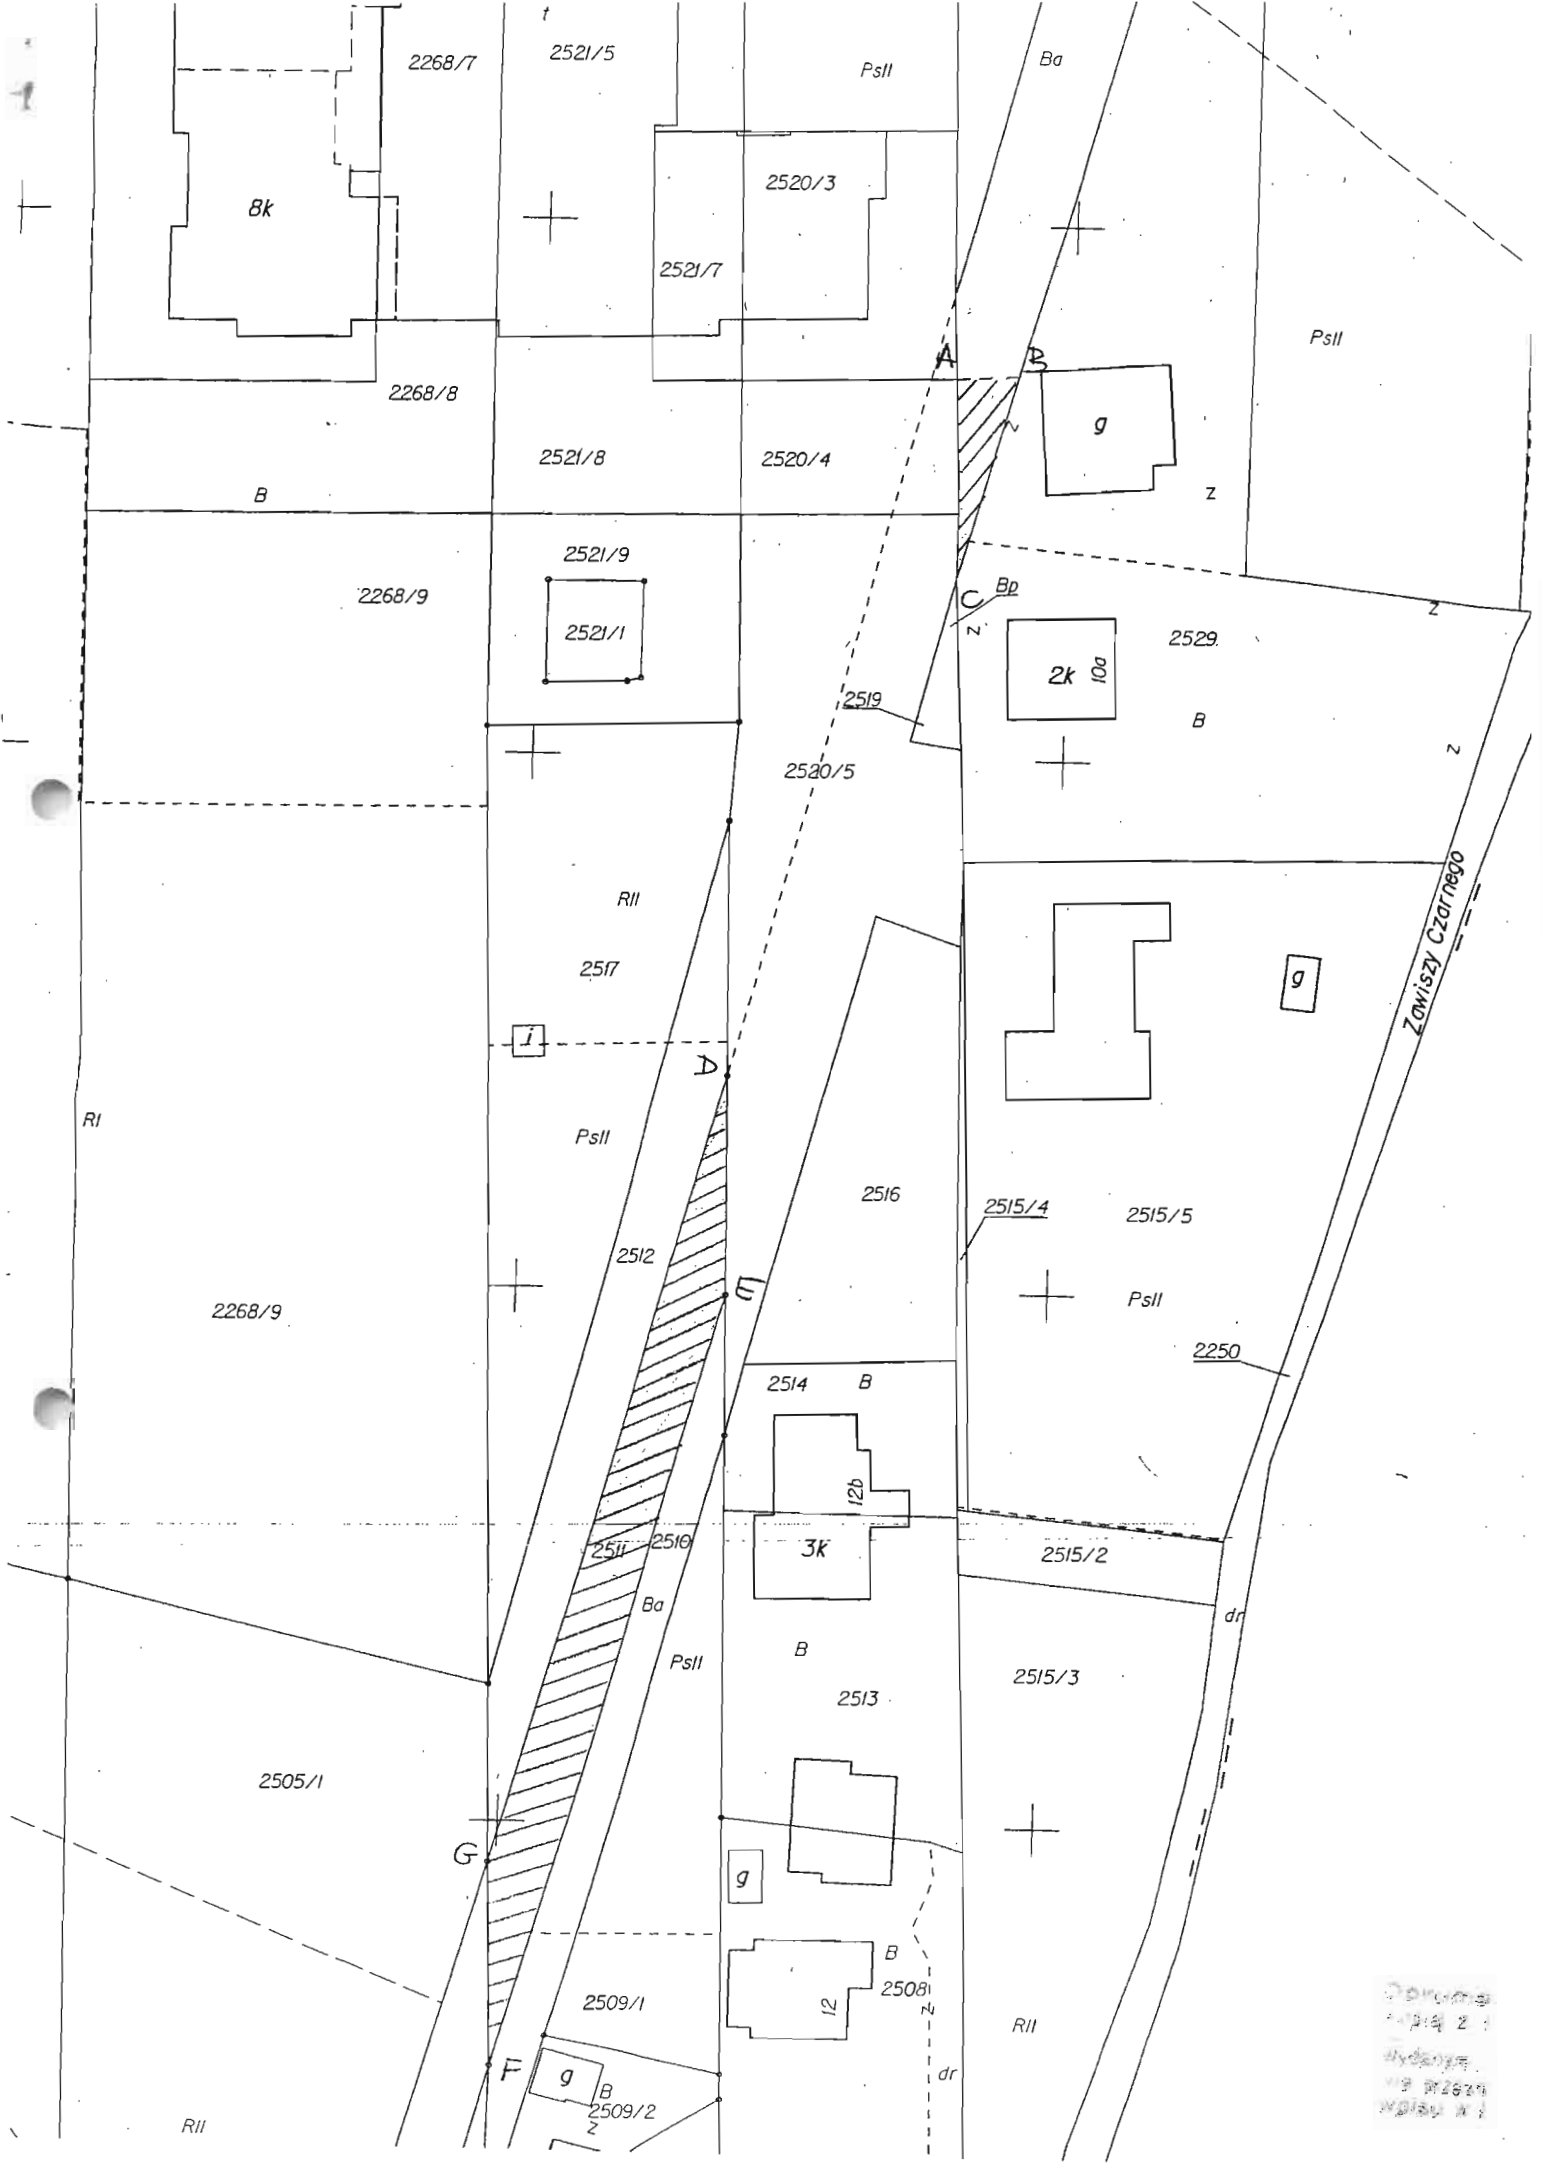 t
2268/7
2521/5
PsII
Ba
8k
2520/3
2521/7
PsII
A
B
2268/8
g
2521/8
2520/4
B
z
2521/9
2268/9
2521/1
C
Bp
z
z
2529
2k
10a
B
2519
z
2520/5
Zawiszy Czarnego
RII
2517
g
i
D
RI
PsII
2516
2515/4
2515/5
2512
E
PsII
2268/9
2250
2514
B
12b
2511
2510
3k
2515/2
Ba
dr
B
PsII
2515/3
2513
2505/1
G
g
B
2508
z
2509/1
12
RII
F
g
B
2509/2
z
dr
RII